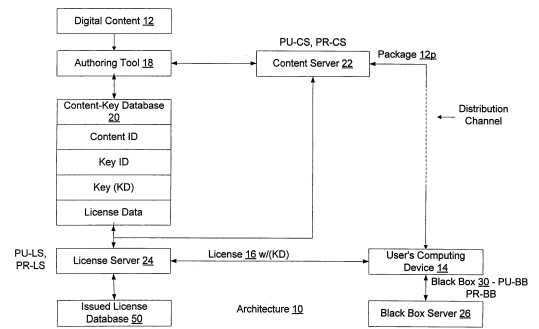 Digital Content 12
Authoring Tool 18
PU-CS, PR-CS
Content Server 22
Package 12p
Distribution
Channel
Content-Key Database
20
Content ID
Key ID
Key (KD)
License Data
PU-LS,
PR-LS
License Server 24
License 16 w/(KD)
User's Computing
Device 14
Black Box 30 - PU-BB
PR-BB
Issued License
Database 50
Architecture 10
Black Box Server 26